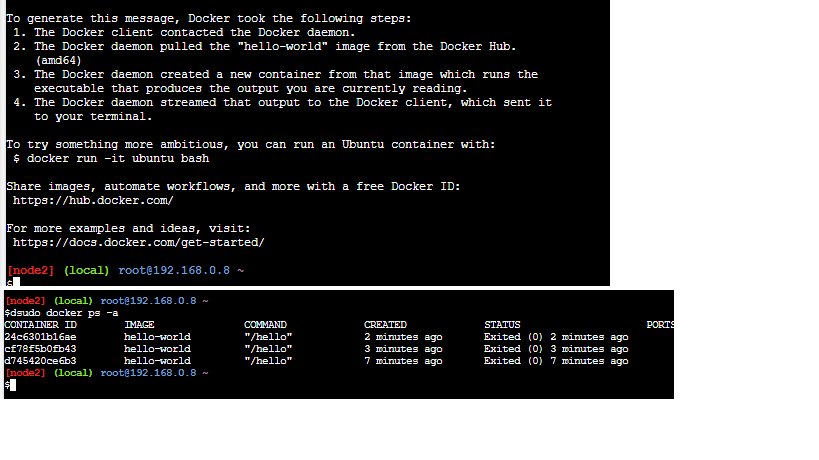 To generate this message, Docker took the following steps:
1. The Docker client contacted the Docker daemon.
2. The Docker daemon pulled the "hello-world" image from the Docker Hub.
(amd64)
3. The Docker daemon created a new container from that image which runs the
executable that produces the output you are currently reading.
4. The Docker daemon streamed that output to the Docker client, which sent it
to your terminal.
To try something more ambitious, you can run an Ubuntu container with:
$ docker run -it ubuntu bash
Share images, automate workflows, and more with a free Docker ID:
https://hub.docker.com/
For more examples and ideas, visit:
https://docs.docker.com/get-started/
[node2] (local) root@192.168.0.8 ~
$
[node2] (local) root@192.168.0.8 ~
$dsudo docker ps -a
CONTAINER ID IMAGE COMMAND CREATED STATUS PORTS
24c6301b16ae hello-world "/hello" 2 minutes ago Exited (0) 2 minutes ago
cf78f5b0fb43 hello-world "/hello" 3 minutes ago Exited (0) 3 minutes ago
d745420ce6b3 hello-world "/hello" 7 minutes ago Exited (0) 7 minutes ago
[node2] (local) root@192.168.0.8 ~
$